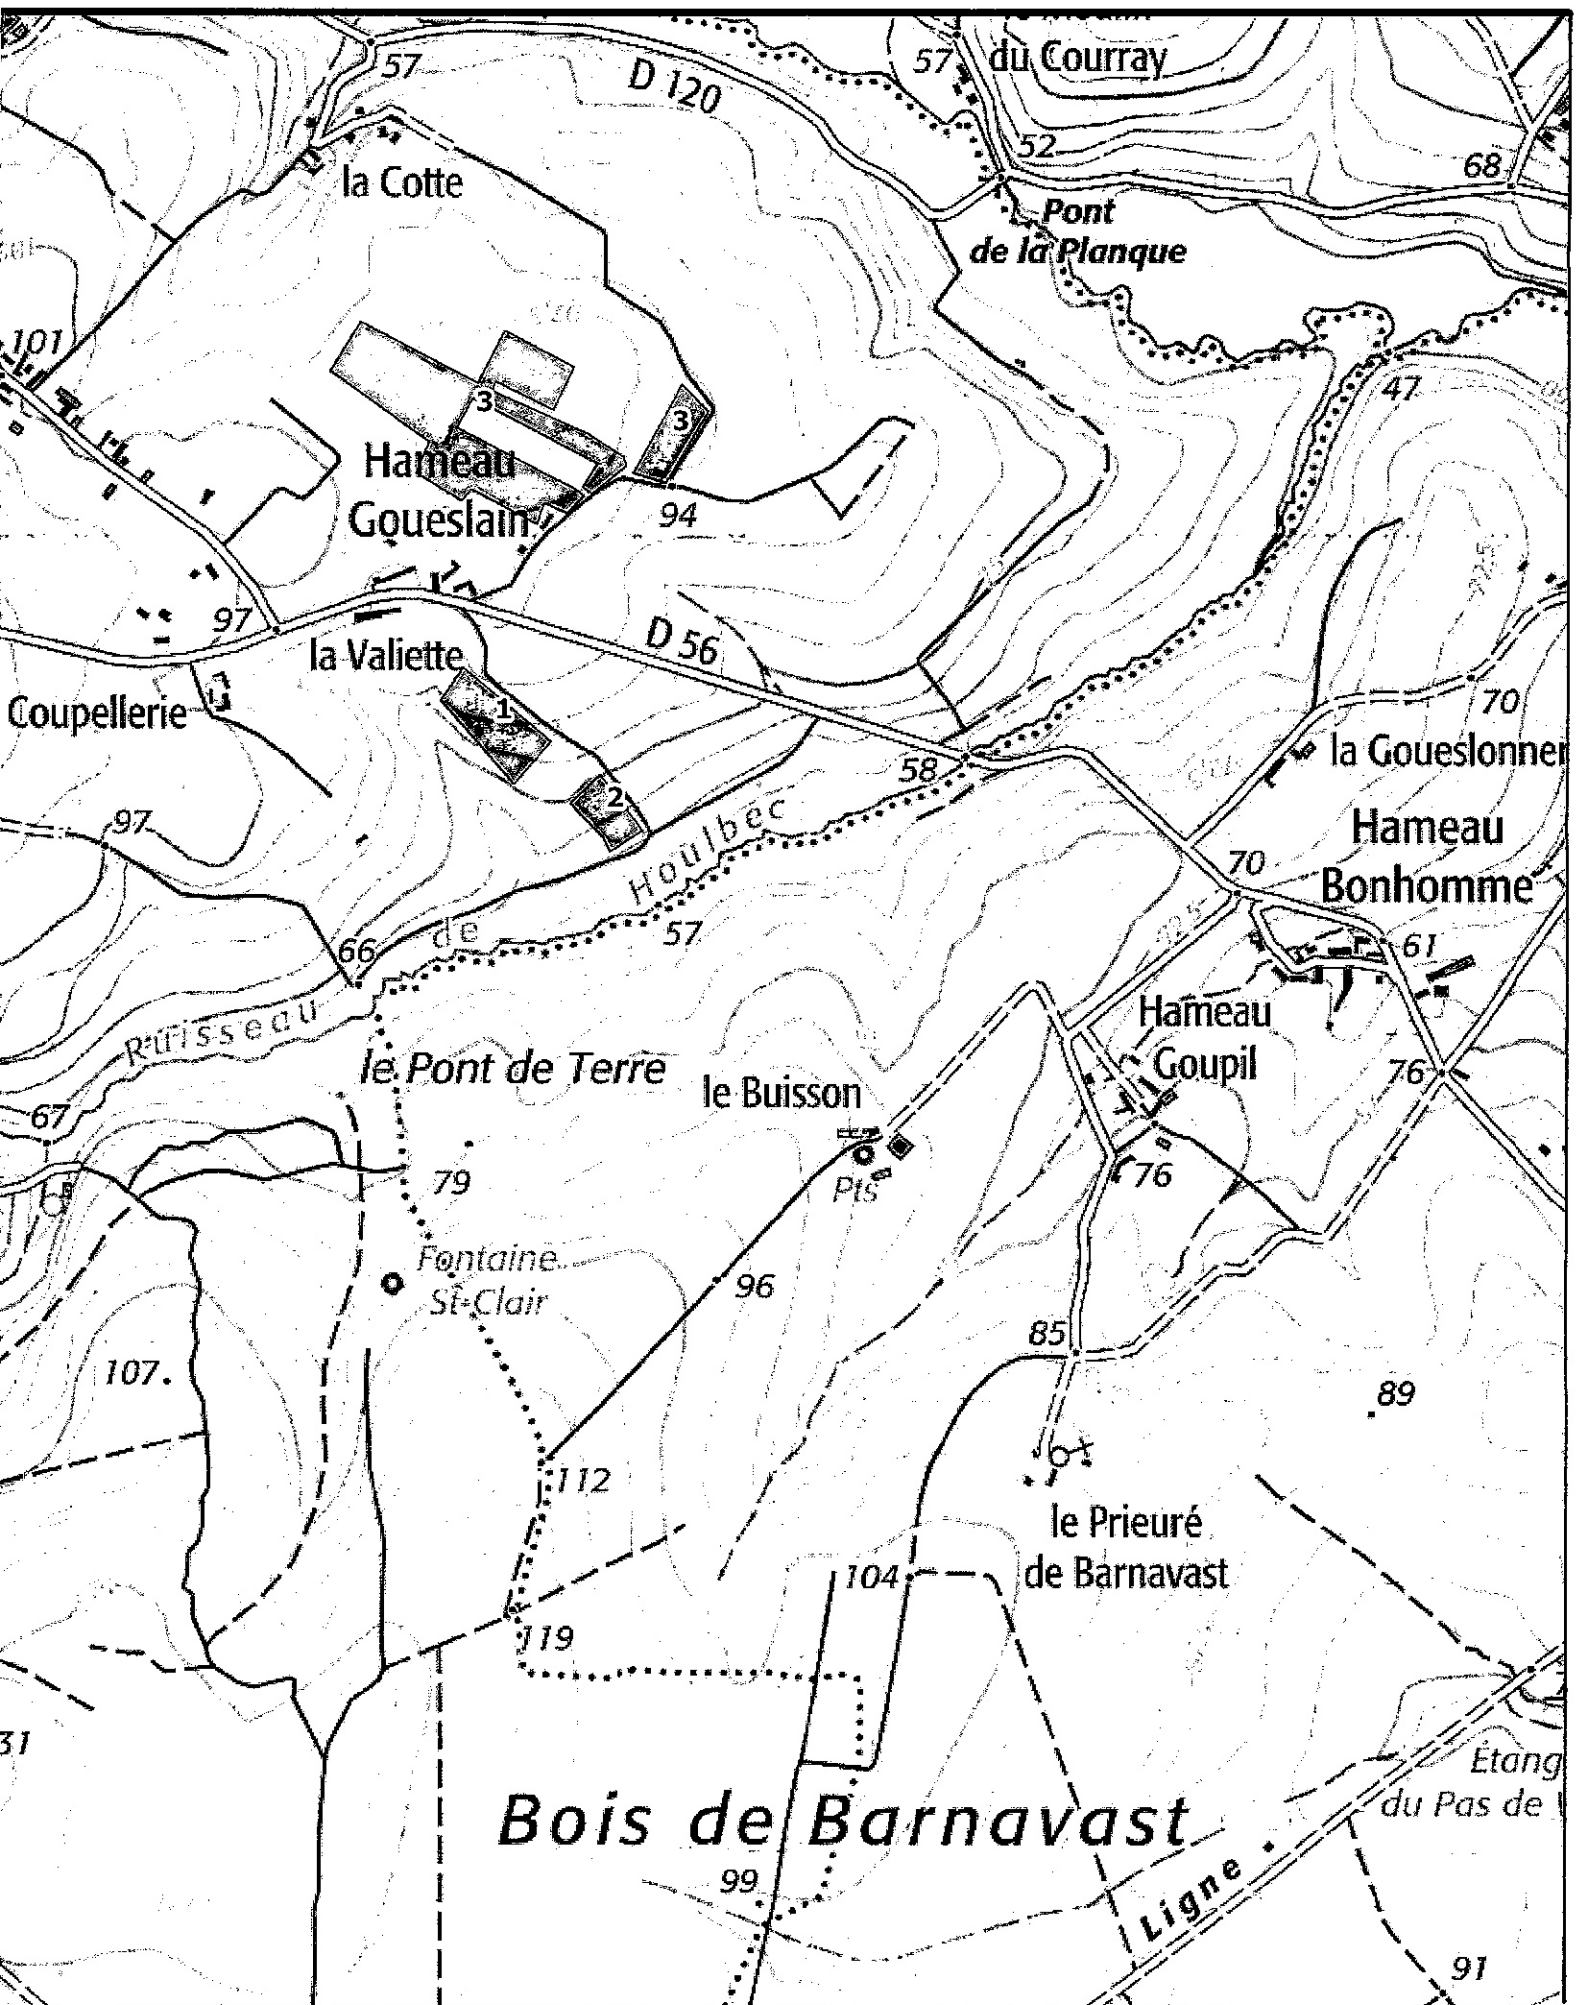 du Courray
57
57
D 120
52
68
la Cotte
Pont
de la Planque
101
47
3
3
Hameau
Goueslain
94
97
la Valiette
D 56
Coupellerie
1
70
la Goueslonner
58
2
97
Houlbec
Hameau
Bonhomme
70
72.5
66
de
57
61
Ruisseau
Hameau
Goupil
le Pont de Terre
le Buisson
76
67
79
Pts
76
Fontaine
St-Clair
96
85
107
89
112
le Prieuré
de Barnavast
104
119
31
Étang
du Pas de
Bois de Barnavast
99
Ligne
91